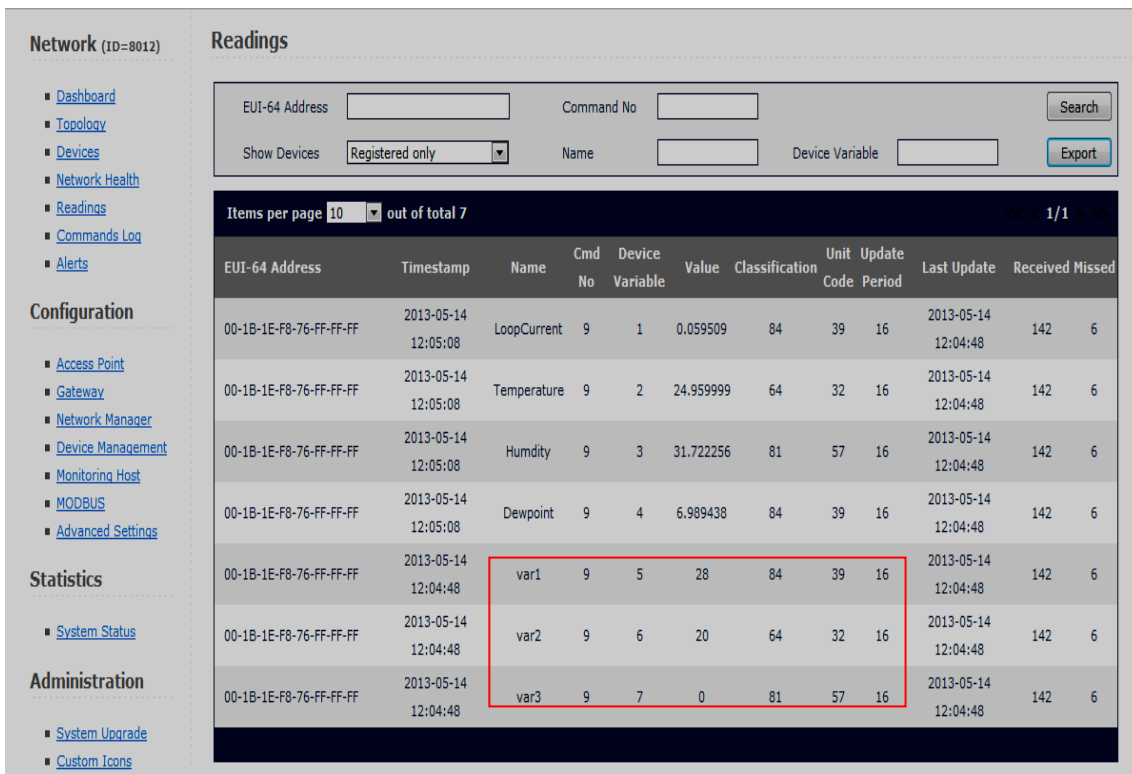 Network (ID=8012)
Dashboard
Topology
Devices
Network Health
Readings
Commands Log
Alerts
Configuration
Access Point
Gateway
Network Manager
Device Management
Monitoring Host
MODBUS
Advanced Settings
Statistics
System Status
Administration
System Upgrade
Custom Icons
Readings
EUI-64 Address Command No Search
Show Devices Registered only Name Device Variable Export
Items per page 10 out of total 7 << < 1/1 > >>
EUI-64 Address Timestamp Name Cmd No Device Variable Value Classification Unit Code Update Period Last Update Received Missed
00-1B-1E-F8-76-FF-FF-FF 2013-05-14 12:05:08 LoopCurrent 9 1 0.059509 84 39 16 2013-05-14 12:04:48 142 6
00-1B-1E-F8-76-FF-FF-FF 2013-05-14 12:05:08 Temperature 9 2 24.959999 64 32 16 2013-05-14 12:04:48 142 6
00-1B-1E-F8-76-FF-FF-FF 2013-05-14 12:05:08 Humdity 9 3 31.722256 81 57 16 2013-05-14 12:04:48 142 6
00-1B-1E-F8-76-FF-FF-FF 2013-05-14 12:05:08 Dewpoint 9 4 6.989438 84 39 16 2013-05-14 12:04:48 142 6
00-1B-1E-F8-76-FF-FF-FF 2013-05-14 12:04:48 var1 9 5 28 84 39 16 2013-05-14 12:04:48 142 6
00-1B-1E-F8-76-FF-FF-FF 2013-05-14 12:04:48 var2 9 6 20 64 32 16 2013-05-14 12:04:48 142 6
00-1B-1E-F8-76-FF-FF-FF 2013-05-14 12:04:48 var3 9 7 0 81 57 16 2013-05-14 12:04:48 142 6